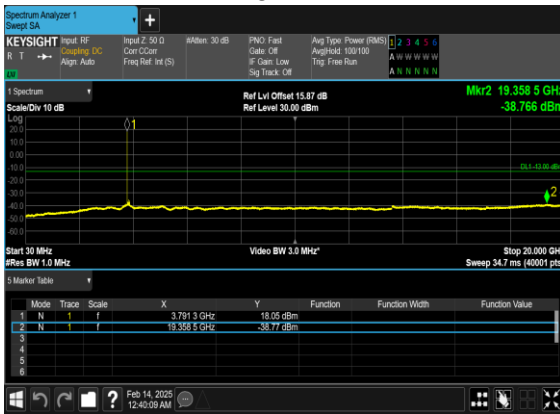 Spectrum Analyzer 1
Swept SA
+
KEYSIGHT Input: RF Input Z: 50 Ω #Atten: 30 dB PNO: Fast Avg Type: Power (RMS) 1 2 3 4 5 6
R T Coupling: DC Corr CCorr Gate: Off Avg|Hold: 100/100 A W W W W W
Align: Auto Freq Ref: Int (S) IF Gain: Low Trig: Free Run
Sig Track: Off A N N N N N
1 Spectrum Ref Lvl Offset 15.87 dB Mkr2 19.358 5 GHz
Scale/Div 10 dB Ref Level 30.00 dBm -38.766 dBm
Log
20.0
10.0
0.00
-10.0
-20.0
-30.0
-40.0
-50.0
-60.0
1
DL1 -13.00 dBm
2
Start 30 MHz Video BW 3.0 MHz* Stop 20.000 GH
#Res BW 1.0 MHz Sweep 34.7 ms (40001 pts
5 Marker Table
Mode Trace Scale X Y Function Function Width Function Value
1 N 1 f 3.791 3 GHz 18.05 dBm
2 N 1 f 19.358 5 GHz -38.77 dBm
3
4
5
6
? Feb 14, 2025
12:40:09 AM